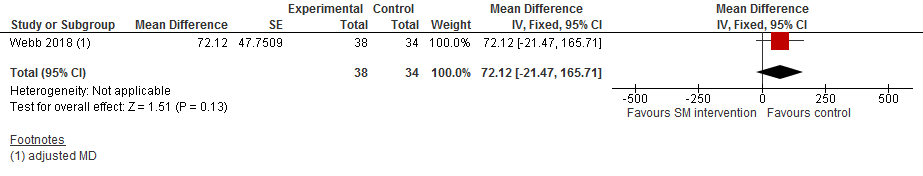 Experimental Control Mean Difference Mean Difference
Study or Subgroup Mean Difference SE Total Total Weight IV, Fixed, 95% CI IV, Fixed, 95% CI
Webb 2018 (1) 72.12 47.7509 38 34 100.0% 72.12 [-21.47, 165.71]
Total (95% CI) 38 34 100.0% 72.12 [-21.47, 165.71]
Heterogeneity: Not applicable
Test for overall effect: Z = 1.51 (P = 0.13)
-500 -250 0 250 500
Favours SM intervention Favours control
Footnotes
(1) adjusted MD